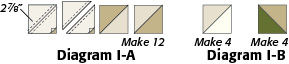 2⅞"
Make 12
Make 4
Make 4
Diagram I-A
Diagram I-B